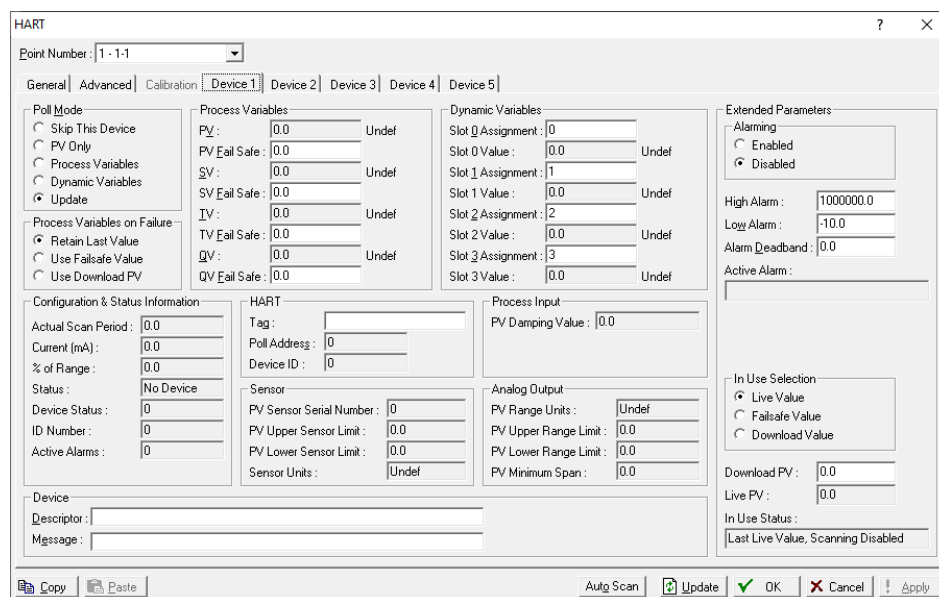 HART
?
Point Number : 1 - 1-1
General Advanced Calibration Device 1 Device 2 Device 3 Device 4 Device 5
Poll Mode
Skip This Device
PV Only
Process Variables
Dynamic Variables
Update
Process Variables on Failure
Retain Last Value
Use Failsafe Value
Use Download PV
Process Variables
PV : 0.0 Undef
PV Fail Safe : 0.0
SV : 0.0 Undef
SV Fail Safe : 0.0
TV : 0.0 Undef
TV Fail Safe : 0.0
QV : 0.0 Undef
QV Fail Safe : 0.0
Dynamic Variables
Slot 0 Assignment : 0
Slot 0 Value : 0.0 Undef
Slot 1 Assignment : 1
Slot 1 Value : 0.0 Undef
Slot 2 Assignment : 2
Slot 2 Value : 0.0 Undef
Slot 3 Assignment : 3
Slot 3 Value : 0.0 Undef
Extended Parameters
Alarming
Enabled
Disabled
High Alarm : 1000000.0
Low Alarm : -10.0
Alarm Deadband : 0.0
Active Alarm :
Configuration & Status Information
Actual Scan Period : 0.0
Current (mA) : 0.0
% of Range : 0.0
Status : No Device
Device Status : 0
ID Number : 0
Active Alarms : 0
HART
Tag :
Poll Address : 0
Device ID : 0
Process Input
PV Damping Value : 0.0
Sensor
PV Sensor Serial Number : 0
PV Upper Sensor Limit : 0.0
PV Lower Sensor Limit : 0.0
Sensor Units : Undef
Analog Output
PV Range Units : Undef
PV Upper Range Limit : 0.0
PV Lower Range Limit : 0.0
PV Minimum Span : 0.0
In Use Selection
Live Value
Failsafe Value
Download Value
Download PV : 0.0
Live PV : 0.0
In Use Status :
Last Live Value, Scanning Disabled
Device
Descriptor :
Message :
Copy Paste Auto Scan Update OK Cancel ! Apply